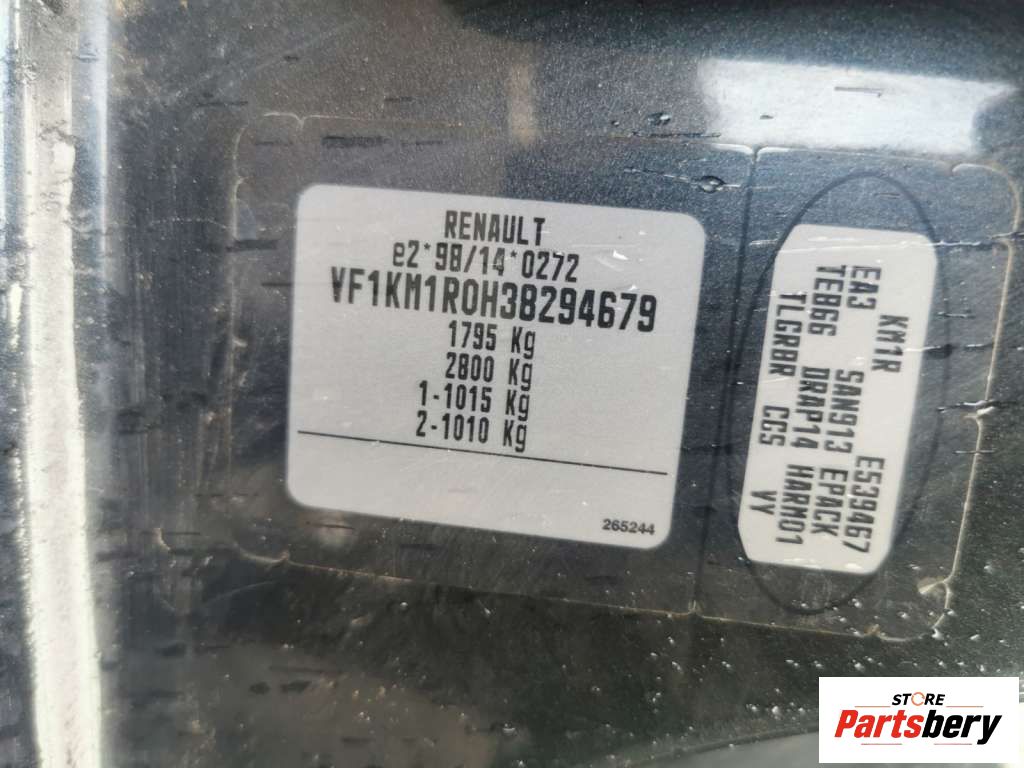 RENAULT
e2*98/14*0272
VF1KM1R0H38294679
1795 Kg
2800 Kg
1-1015 Kg
2-1010 Kg
265244
KM1R E539467
EA3 SAN913 EPACK
TEB66 DRAP14 HARM01
TLGRBR CGS VY
STORE
Partsbery